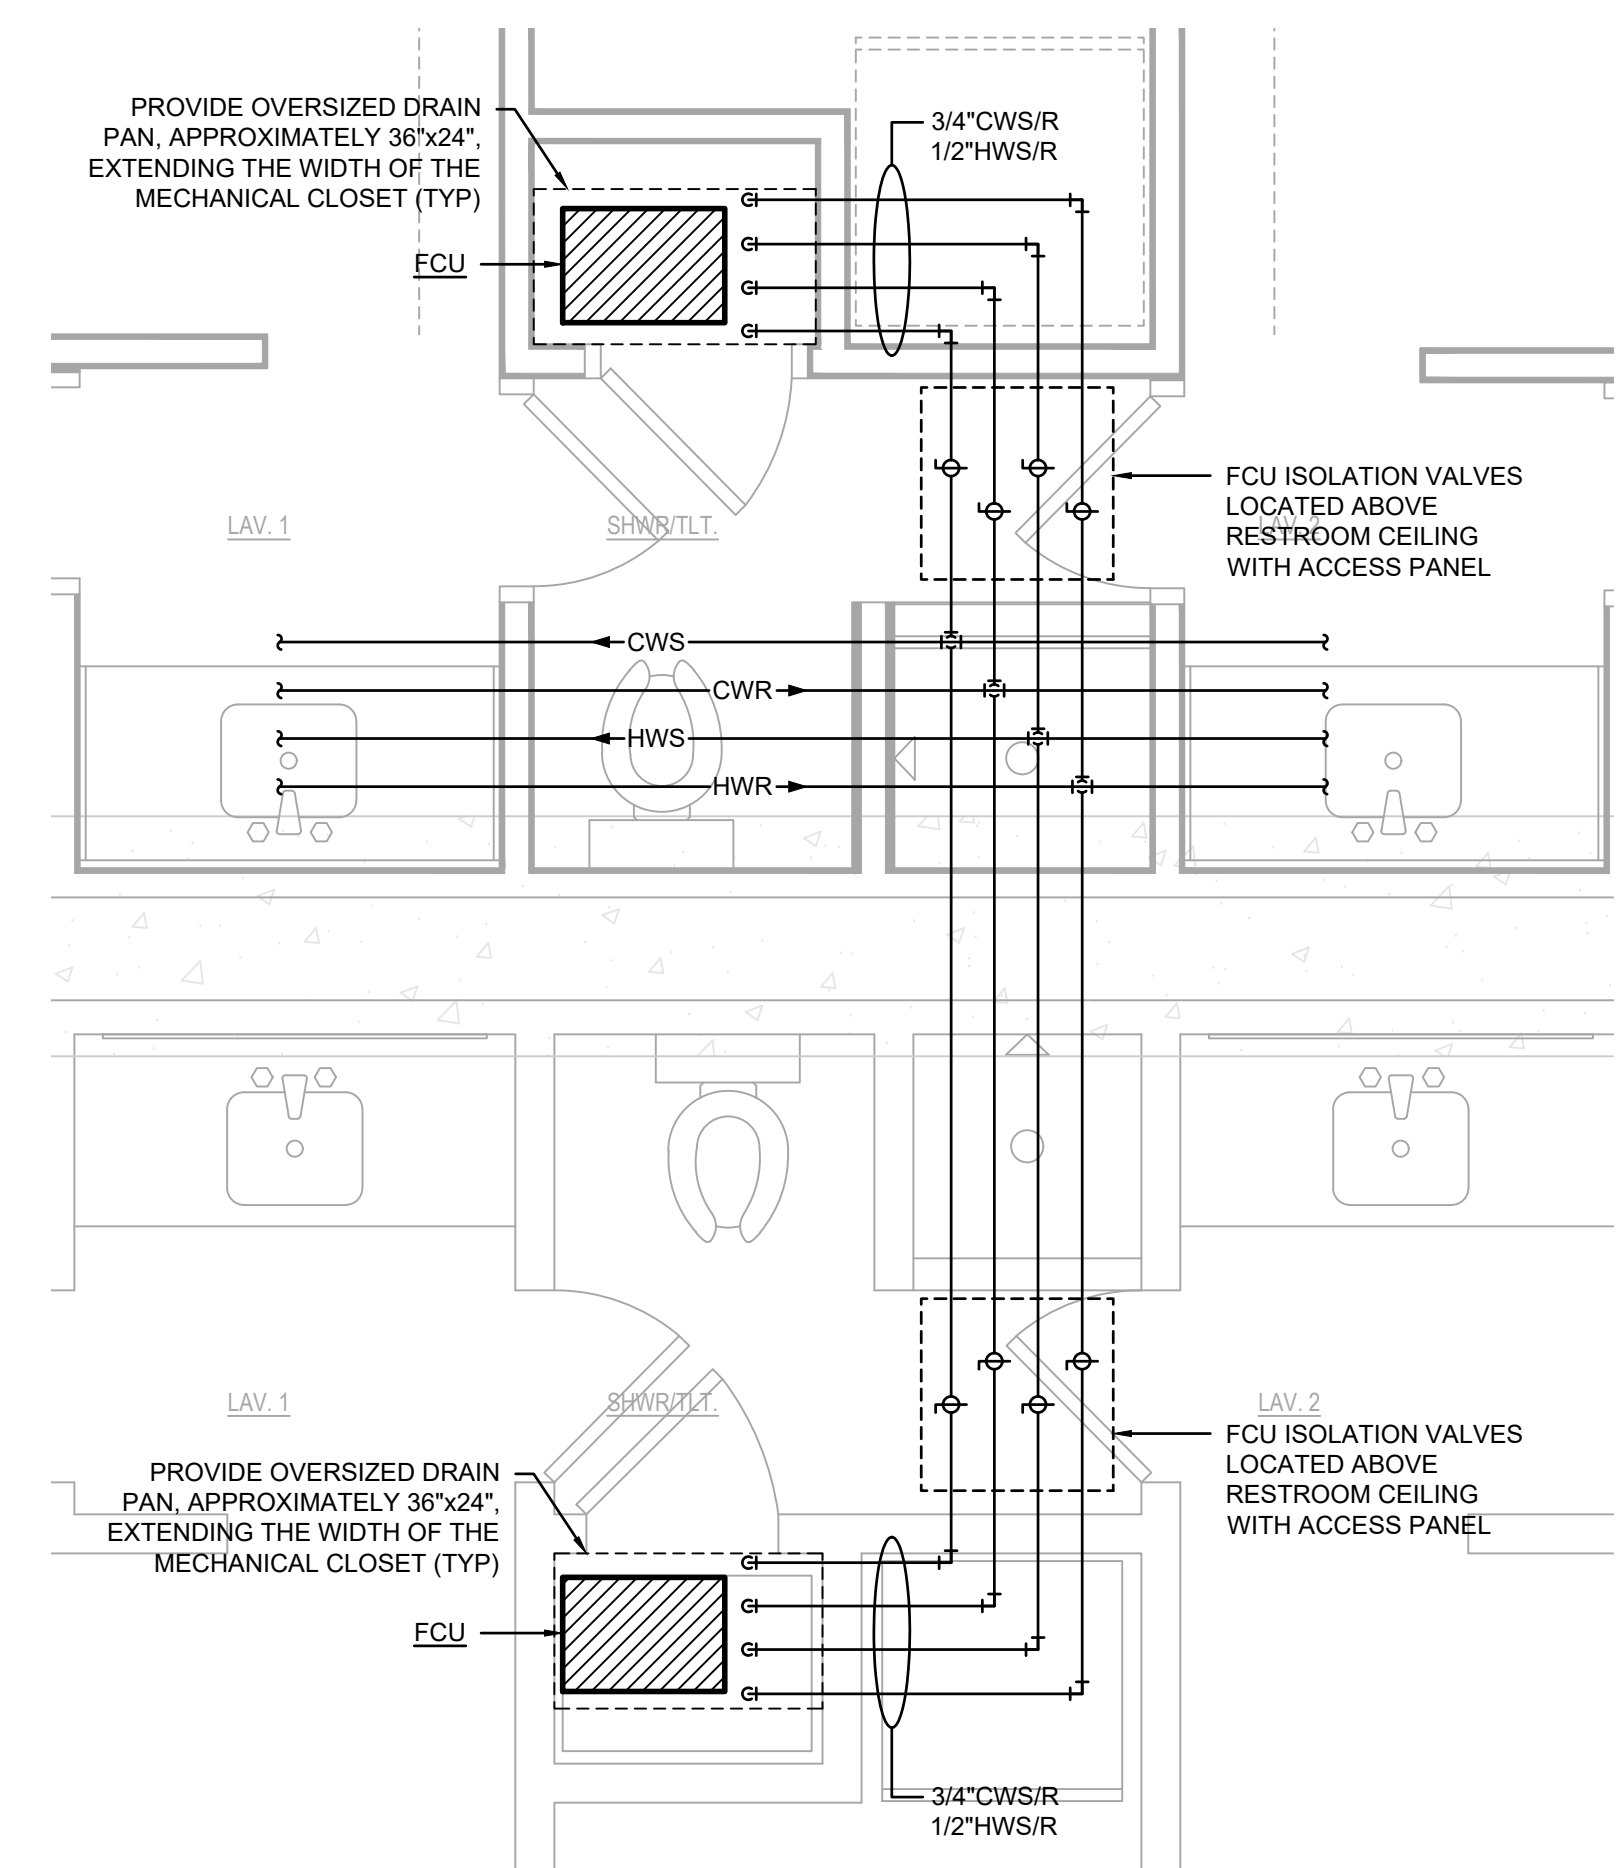 PROVIDE OVERSIZED DRAIN
PAN, APPROXIMATELY 36"x24",
EXTENDING THE WIDTH OF THE
MECHANICAL CLOSET (TYP)
3/4"CWS/R
1/2"HWS/R
FCU
FCU ISOLATION VALVES
LOCATED ABOVE
RESTROOM CEILING
WITH ACCESS PANEL
LAV. 1
SHWR/TLT.
LAV. 2
CWS
CWR
HWS
HWR
LAV. 1
SHWR/TLT.
LAV. 2
FCU ISOLATION VALVES
LOCATED ABOVE
RESTROOM CEILING
WITH ACCESS PANEL
PROVIDE OVERSIZED DRAIN
PAN, APPROXIMATELY 36"x24",
EXTENDING THE WIDTH OF THE
MECHANICAL CLOSET (TYP)
FCU
3/4"CWS/R
1/2"HWS/R